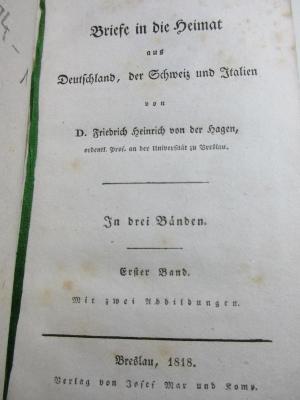 Briefe in die Heimat
aus
Deutschland, der Schweiz und Italien
von
D. Friedrich Heinrich von der Hagen,
ordentl. Prof. an der Universität zu Breslau.
In drei Bänden.
Erster Band.
Mit zwei Abbildungen.
Breslau, 1818.
Verlag von Josef Max und Komp.